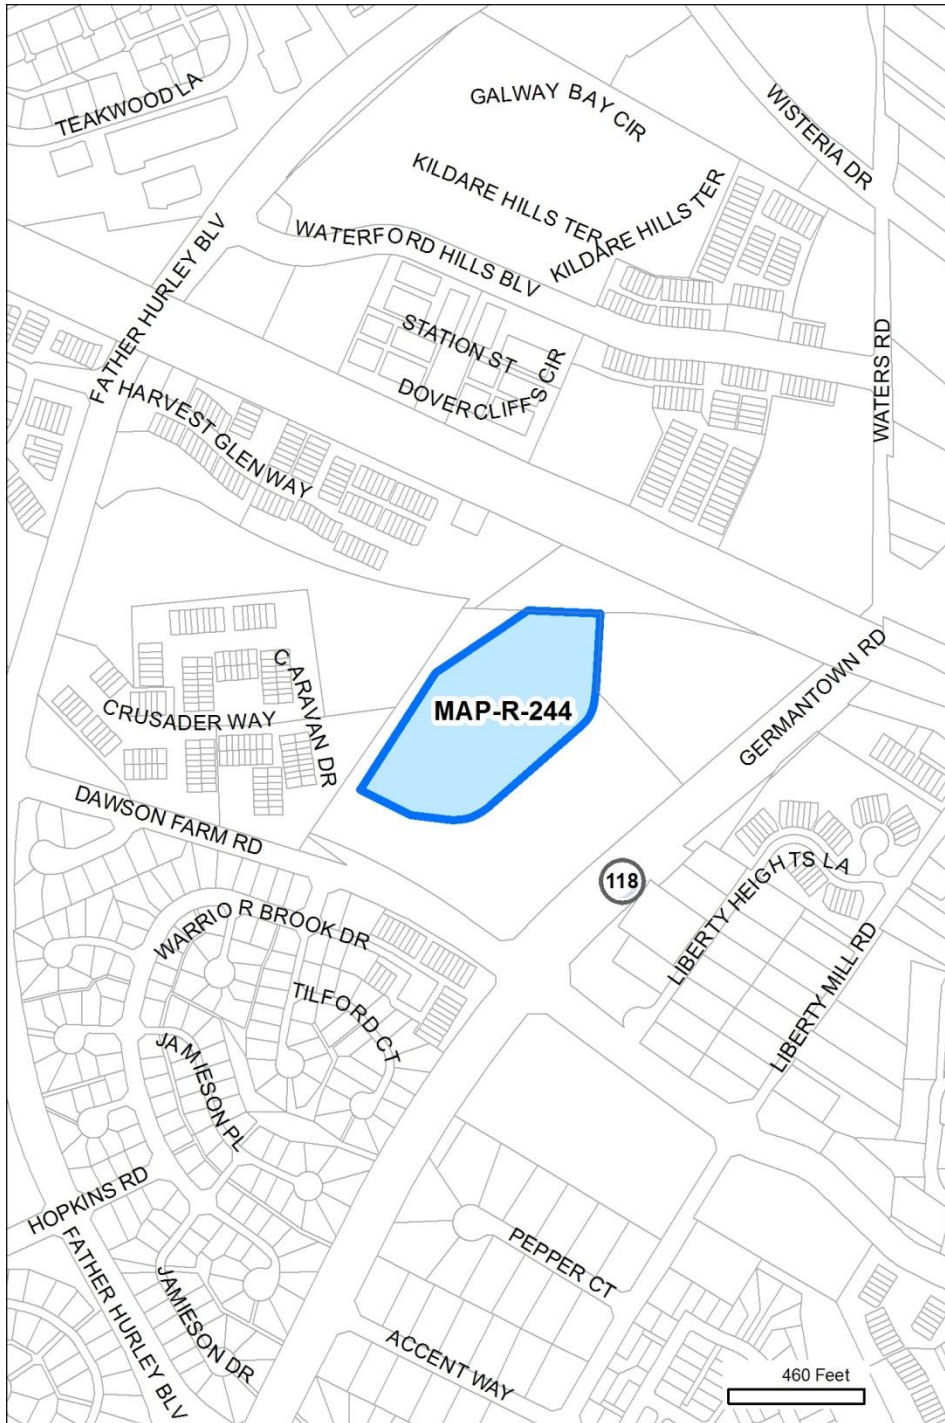 GALWAY BAY CIR
WISTERIA DR
TEAKWOOD LA
KILDARE HILLS TER
KILDARE HILLS TER
WATERFORD HILLS BLV
FATHER HURLEY BLV
STATION ST
WATERS RD
DOVERCLIFFS CIR
HARVEST GLEN WAY
GERMANTOWN RD
CARAVAN DR
MAP-R-244
CRUSADER WAY
DAWSON FARM RD
118
LIBERTY HEIGHTS LA
WARRIOR BROOK DR
LIBERTY MILL RD
TILFORD CT
JAMIESON PL
HOPKINS RD
PEPPER CT
FATHER HURLEY BLV
JAMIESON DR
ACCENT WAY
460 Feet